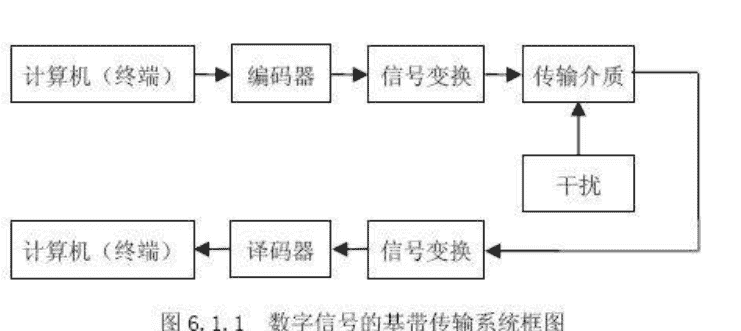 计算机（终端）
编码器
信号变换
传输介质
干扰
计算机（终端）
译码器
信号变换
图 6.1.1 数字信号的基带传输系统框图